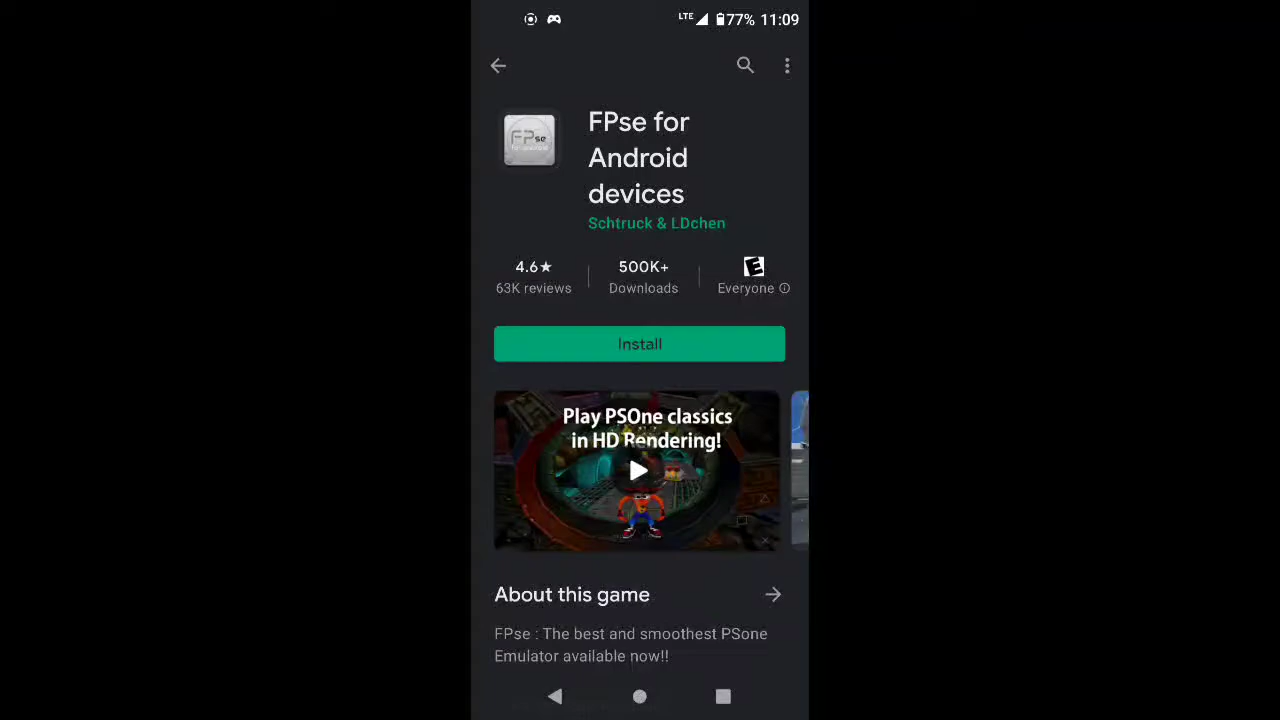 LTE 77% 11:09
FPse for
Android
devices
Schtruck & LDchen
4.6★ 500K+ E
63K reviews Downloads Everyone
Install
Play PSOne classics
in HD Rendering!
About this game
FPse : The best and smoothest PSone
Emulator available now!!